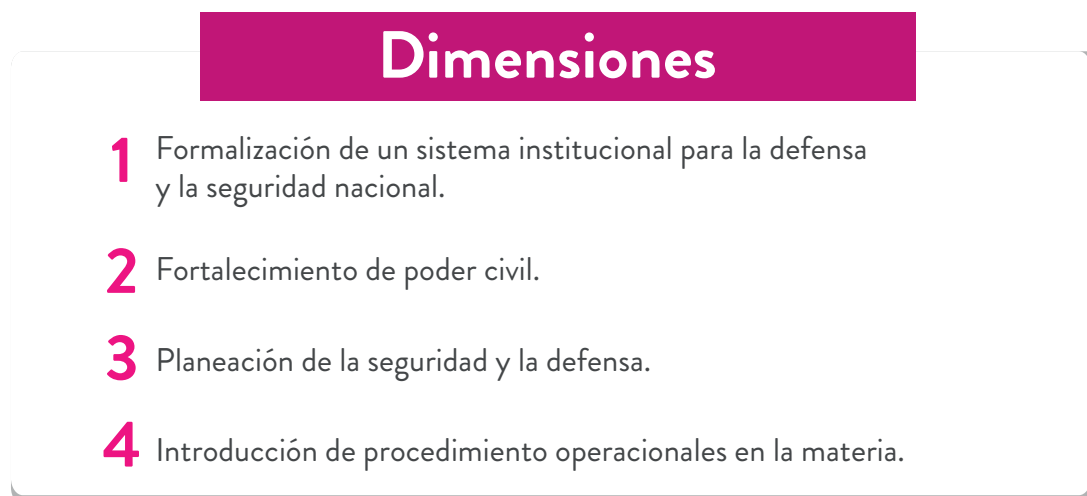 Dimensiones
1 Formalización de un sistema institucional para la defensa
y la seguridad nacional.
2 Fortalecimiento de poder civil.
3 Planeación de la seguridad y la defensa.
4 Introducción de procedimiento operacionales en la materia.